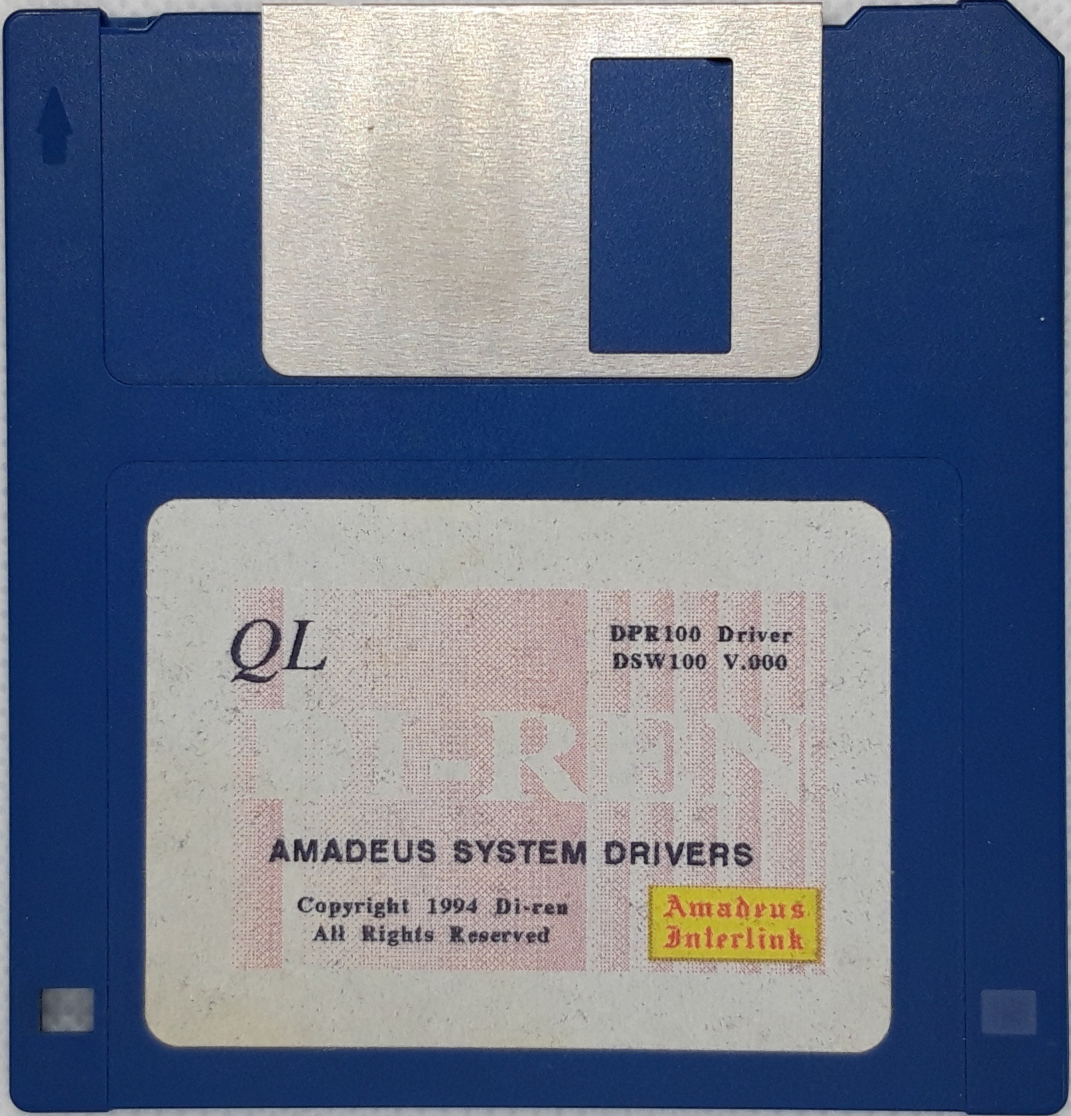 QL
DPR100 Driver
DSW100 V.000
DI-REN
AMADEUS SYSTEM DRIVERS
Copyright 1994 Di-ren
All Rights Reserved
Amadeus
Interlink